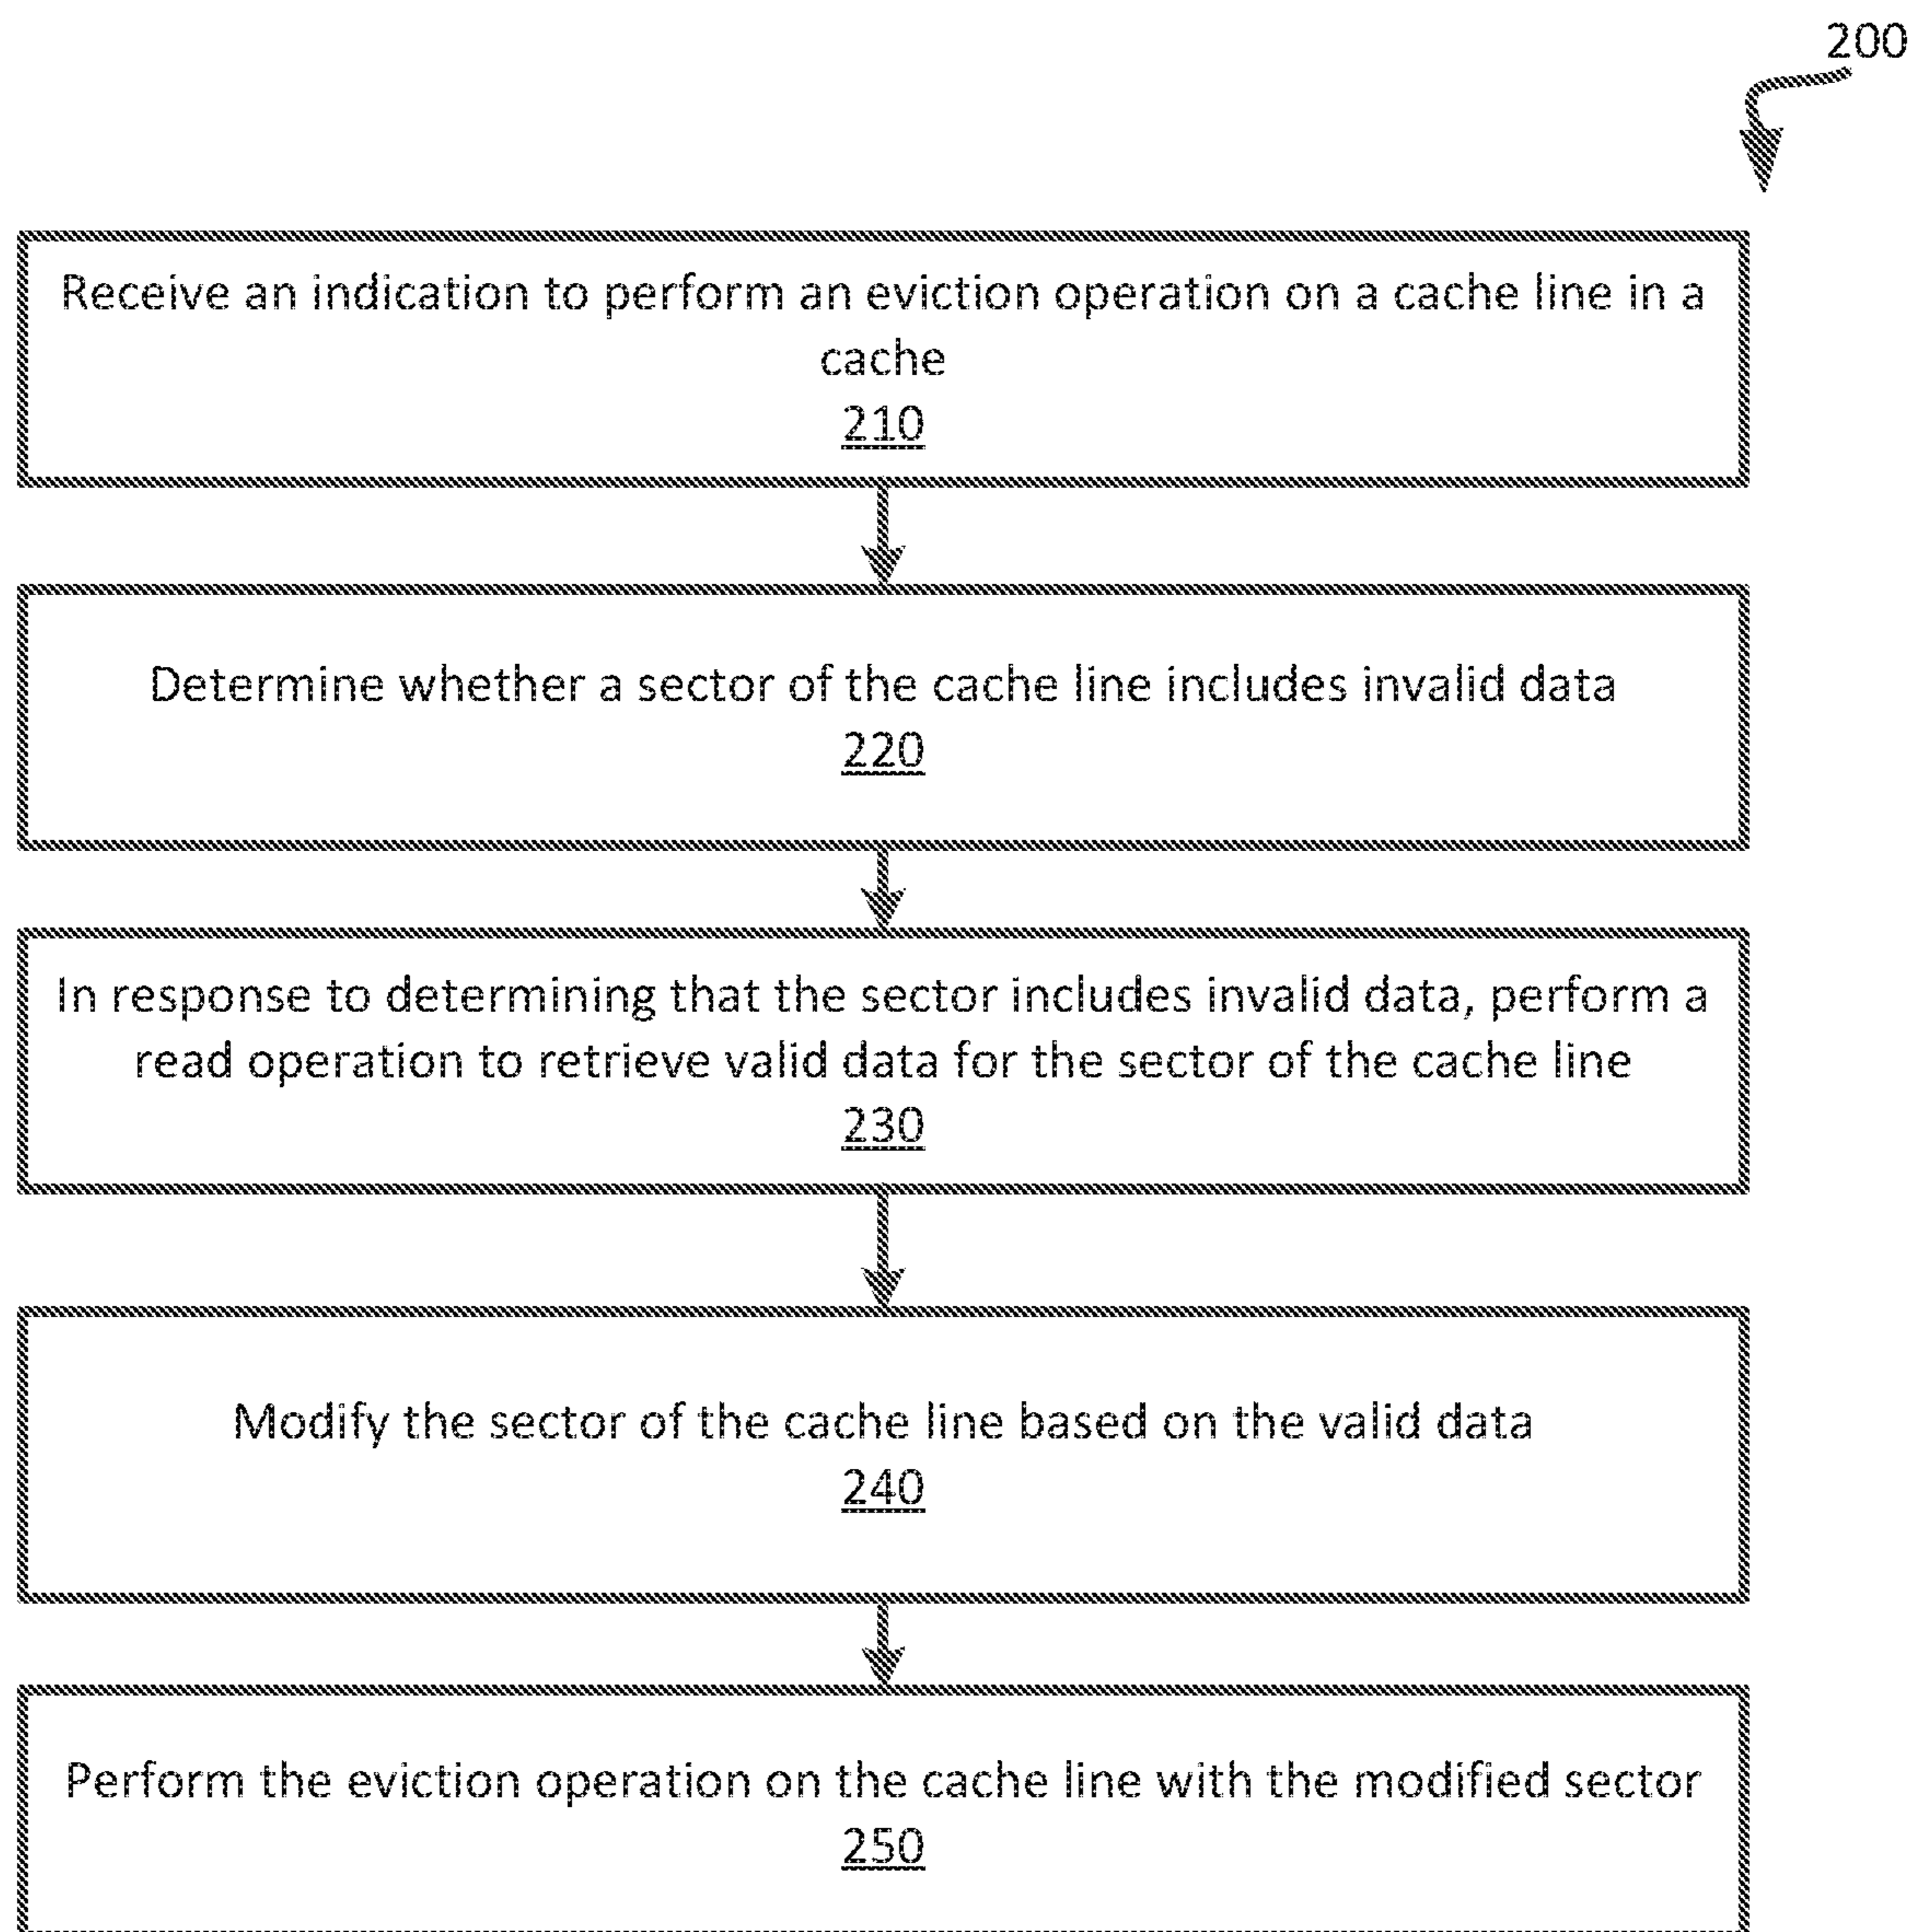 200
Receive an indication to perform an eviction operation on a cache line in a
cache
210
Determine whether a sector of the cache line includes invalid data
220
In response to determining that the sector includes invalid data, perform a
read operation to retrieve valid data for the sector of the cache line
230
Modify the sector of the cache line based on the valid data
240
Perform the eviction operation on the cache line with the modified sector
250